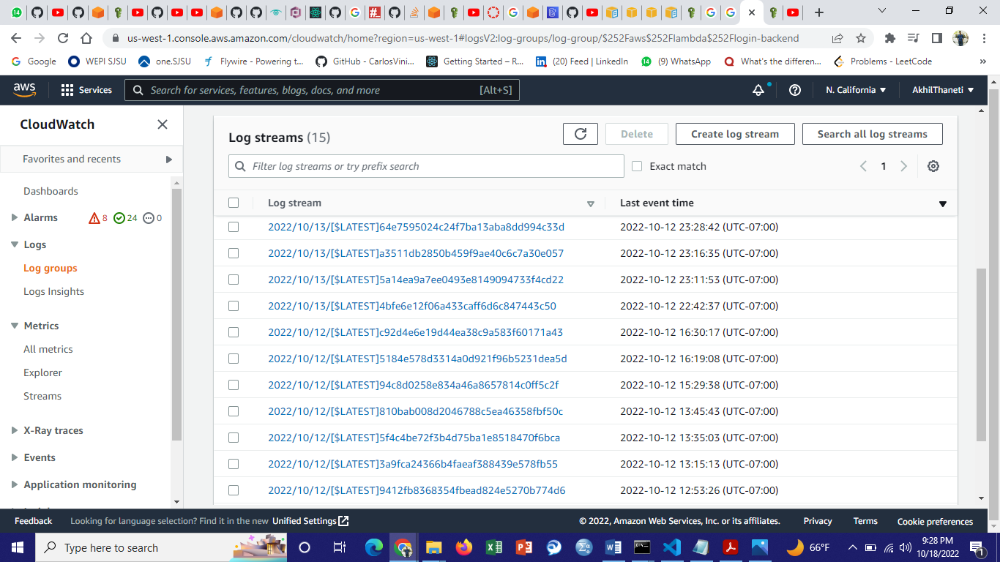 us-west-1.console.aws.amazon.com/cloudwatch/home?region=us-west-1#logsV2:log-groups/log-group/$252Faws$252Flambda$252Flogin-backend
Google WEPI SJSU one.SJSU Flywire - Powering t... GitHub - CarlosVini... Getting Started – R... (20) Feed | LinkedIn (9) WhatsApp What's the differen... Problems - LeetCode
aws Services Search for services, features, blogs, docs, and more [Alt+S] N. California AkhilThaneti
CloudWatch
Favorites and recents
Dashboards
Alarms 8 24 0
Logs
Log groups
Logs Insights
Metrics
All metrics
Explorer
Streams
X-Ray traces
Events
Application monitoring
Log streams (15) Delete Create log stream Search all log streams
Filter log streams or try prefix search Exact match 1
Log stream Last event time
2022/10/13/[$LATEST]64e7595024c24f7ba13aba8dd994c33d 2022-10-12 23:28:42 (UTC-07:00)
2022/10/13/[$LATEST]a3511db2850b459f9ae40c6c7a30e057 2022-10-12 23:16:35 (UTC-07:00)
2022/10/13/[$LATEST]5a14ea9a7ee0493e8149094733f4cd22 2022-10-12 23:11:53 (UTC-07:00)
2022/10/13/[$LATEST]4bfe6e12f06a433caff6d6c847443c50 2022-10-12 22:42:37 (UTC-07:00)
2022/10/12/[$LATEST]c92d4e6e19d44ea38c9a583f60171a43 2022-10-12 16:30:17 (UTC-07:00)
2022/10/12/[$LATEST]5184e578d3314a0d921f96b5231dea5d 2022-10-12 16:19:08 (UTC-07:00)
2022/10/12/[$LATEST]94c8d0258e834a46a8657814c0ff5c2f 2022-10-12 15:29:38 (UTC-07:00)
2022/10/12/[$LATEST]810bab008d2046788c5ea46358fbf50c 2022-10-12 13:45:43 (UTC-07:00)
2022/10/12/[$LATEST]5f4c4be72f3b4d75ba1e8518470f6bca 2022-10-12 13:35:03 (UTC-07:00)
2022/10/12/[$LATEST]3a9fca24366b4faeaf388439e578fb55 2022-10-12 13:15:13 (UTC-07:00)
2022/10/12/[$LATEST]9412fb8368354fbead824e5270b774d6 2022-10-12 12:53:26 (UTC-07:00)
Feedback Looking for language selection? Find it in the new Unified Settings © 2022, Amazon Web Services, Inc. or its affiliates. Privacy Terms Cookie preferences
Type here to search 66°F 9:28 PM
10/18/2022 1